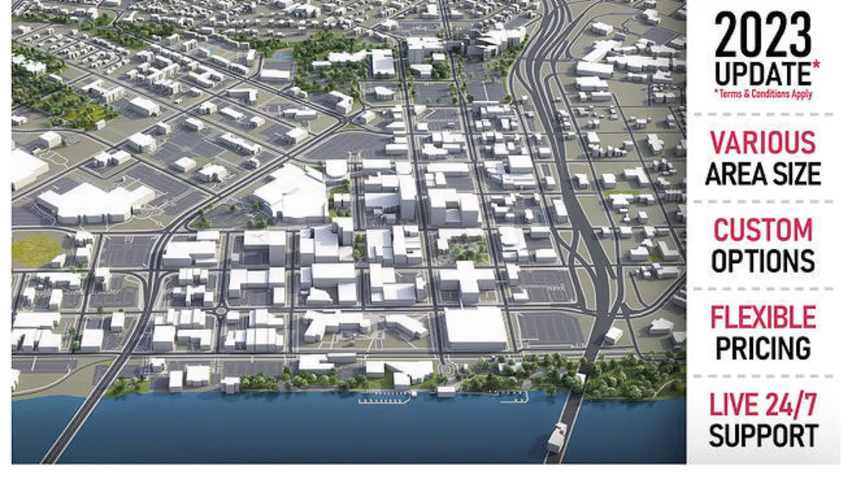 2023
UPDATE*
*Terms & Conditions Apply
VARIOUS
AREA SIZE
CUSTOM
OPTIONS
FLEXIBLE
PRICING
LIVE 24/7
SUPPORT